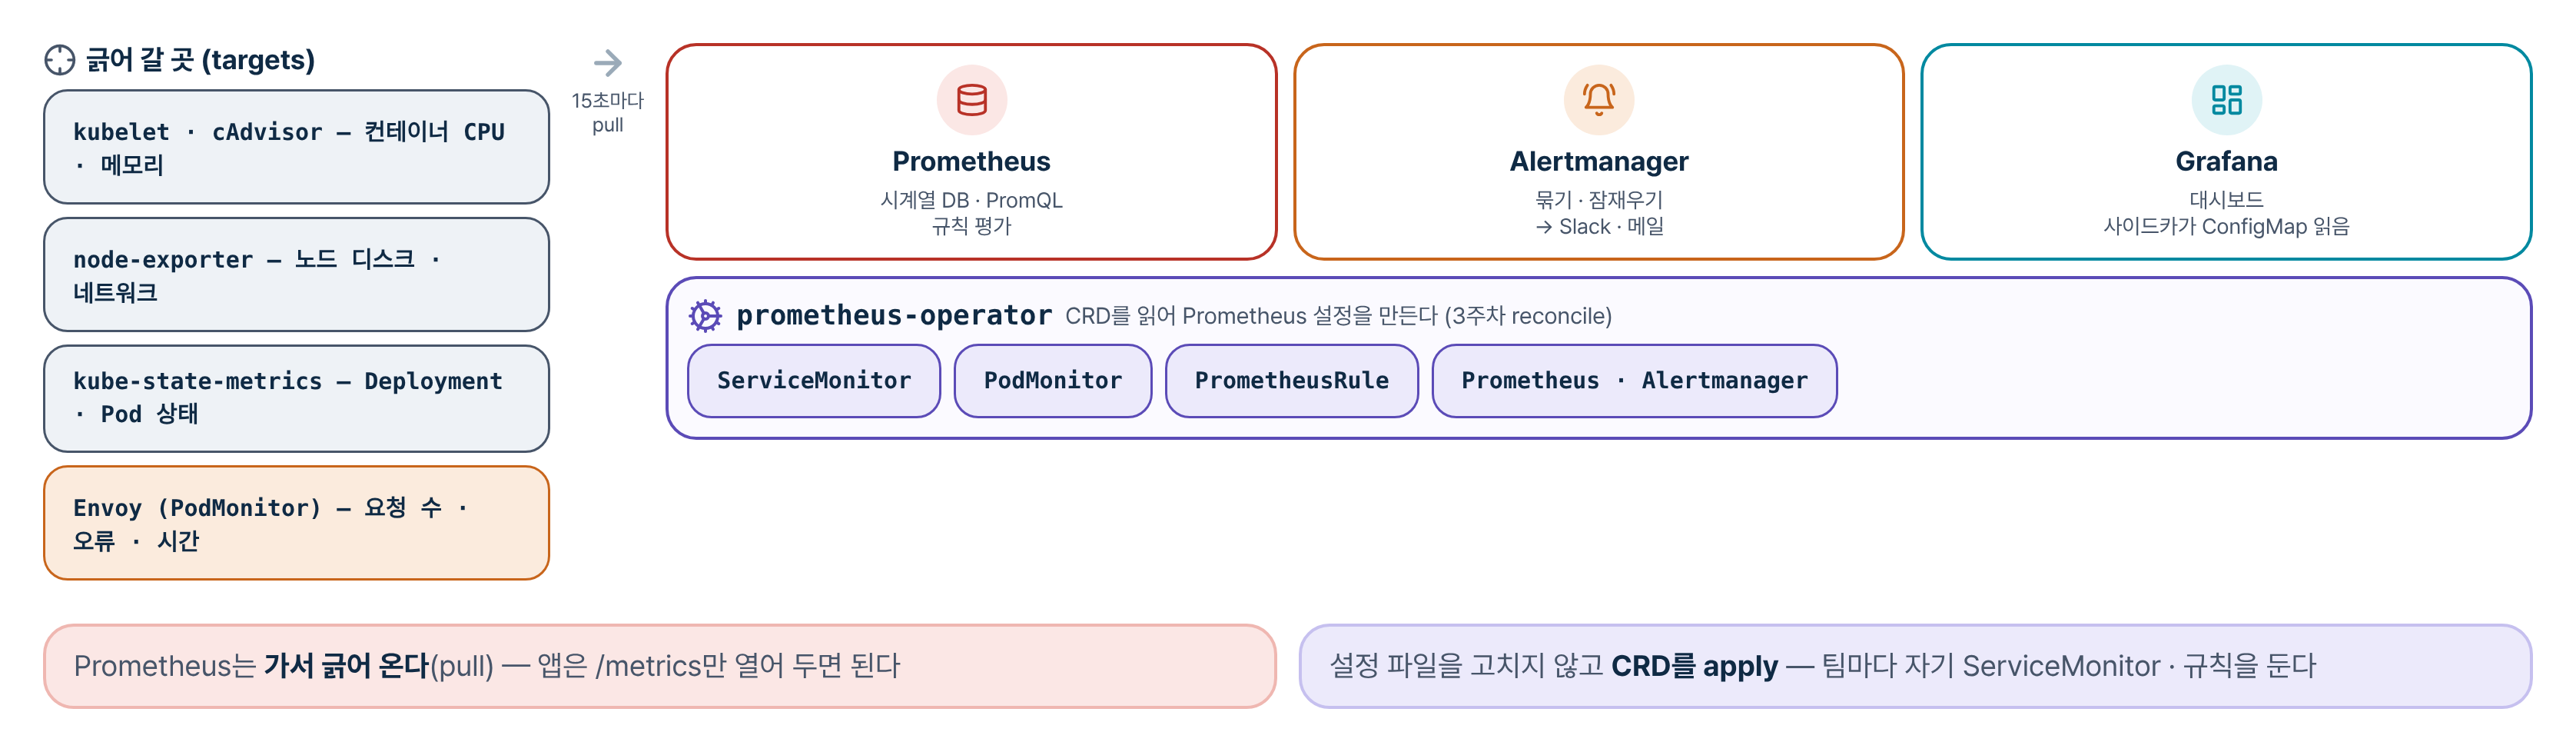 긁어 갈 곳 (targets)
kubelet · cAdvisor — 컨테이너 CPU
· 메모리
node-exporter — 노드 디스크 ·
네트워크
kube-state-metrics — Deployment
· Pod 상태
Envoy (PodMonitor) — 요청 수 ·
오류 · 시간
→
15초마다
pull
Prometheus
시계열 DB · PromQL
규칙 평가
Alertmanager
묶기 · 잠재우기
→ Slack · 메일
Grafana
대시보드
사이드카가 ConfigMap 읽음
prometheus-operator CRD를 읽어 Prometheus 설정을 만든다 (3주차 reconcile)
ServiceMonitor
PodMonitor
PrometheusRule
Prometheus · Alertmanager
Prometheus는 가서 긁어 온다(pull) — 앱은 /metrics만 열어 두면 된다
설정 파일을 고치지 않고 CRD를 apply — 팀마다 자기 ServiceMonitor · 규칙을 둔다